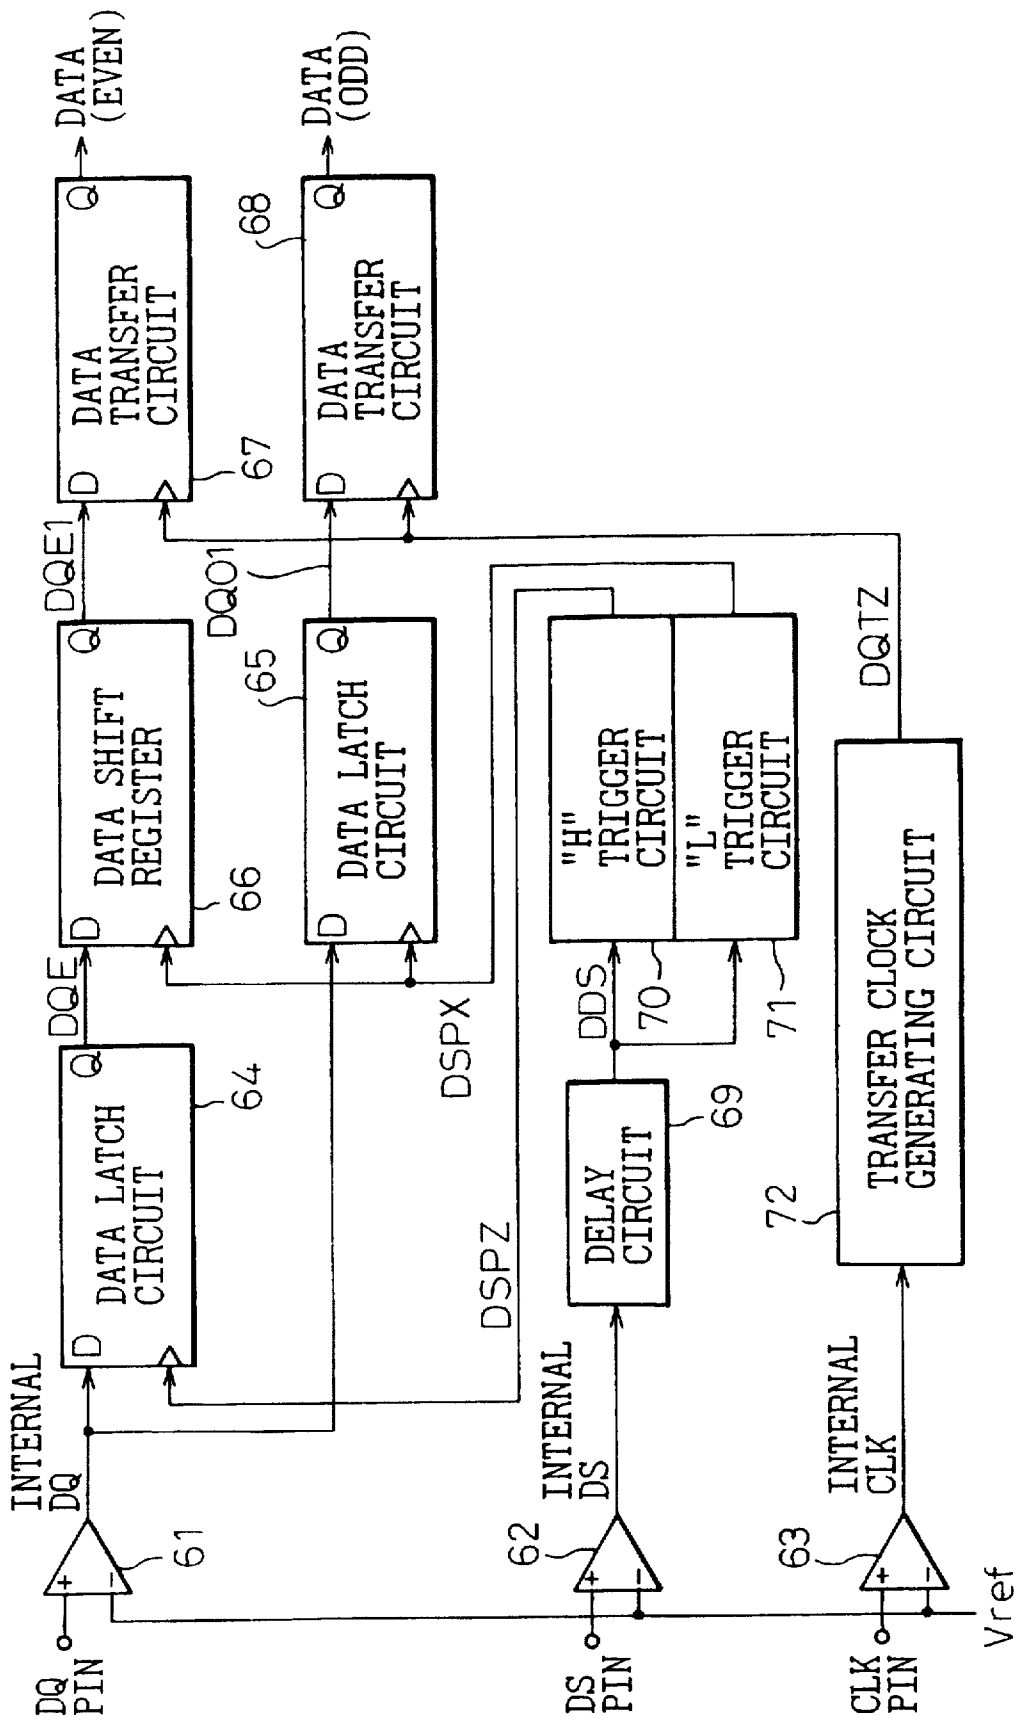 DQ
PIN
+
-
61
INTERNAL
DQ
D
DATA LATCH
CIRCUIT
Q
64
DQE
D
DATA SHIFT
REGISTER
Q
66
DQE1
D
DATA
TRANSFER
CIRCUIT
Q
67
DATA
(EVEN)
D
DATA LATCH
CIRCUIT
Q
65
DQO1
D
DATA
TRANSFER
CIRCUIT
Q
68
DATA
(ODD)
DSPX
DSPZ
DS
PIN
+
-
62
INTERNAL
DS
DELAY
CIRCUIT
69
DDS
"H"
TRIGGER
CIRCUIT
70
"L"
TRIGGER
CIRCUIT
71
CLK
PIN
+
-
63
INTERNAL
CLK
72
TRANSFER CLOCK
GENERATING CIRCUIT
DQTZ
Vref